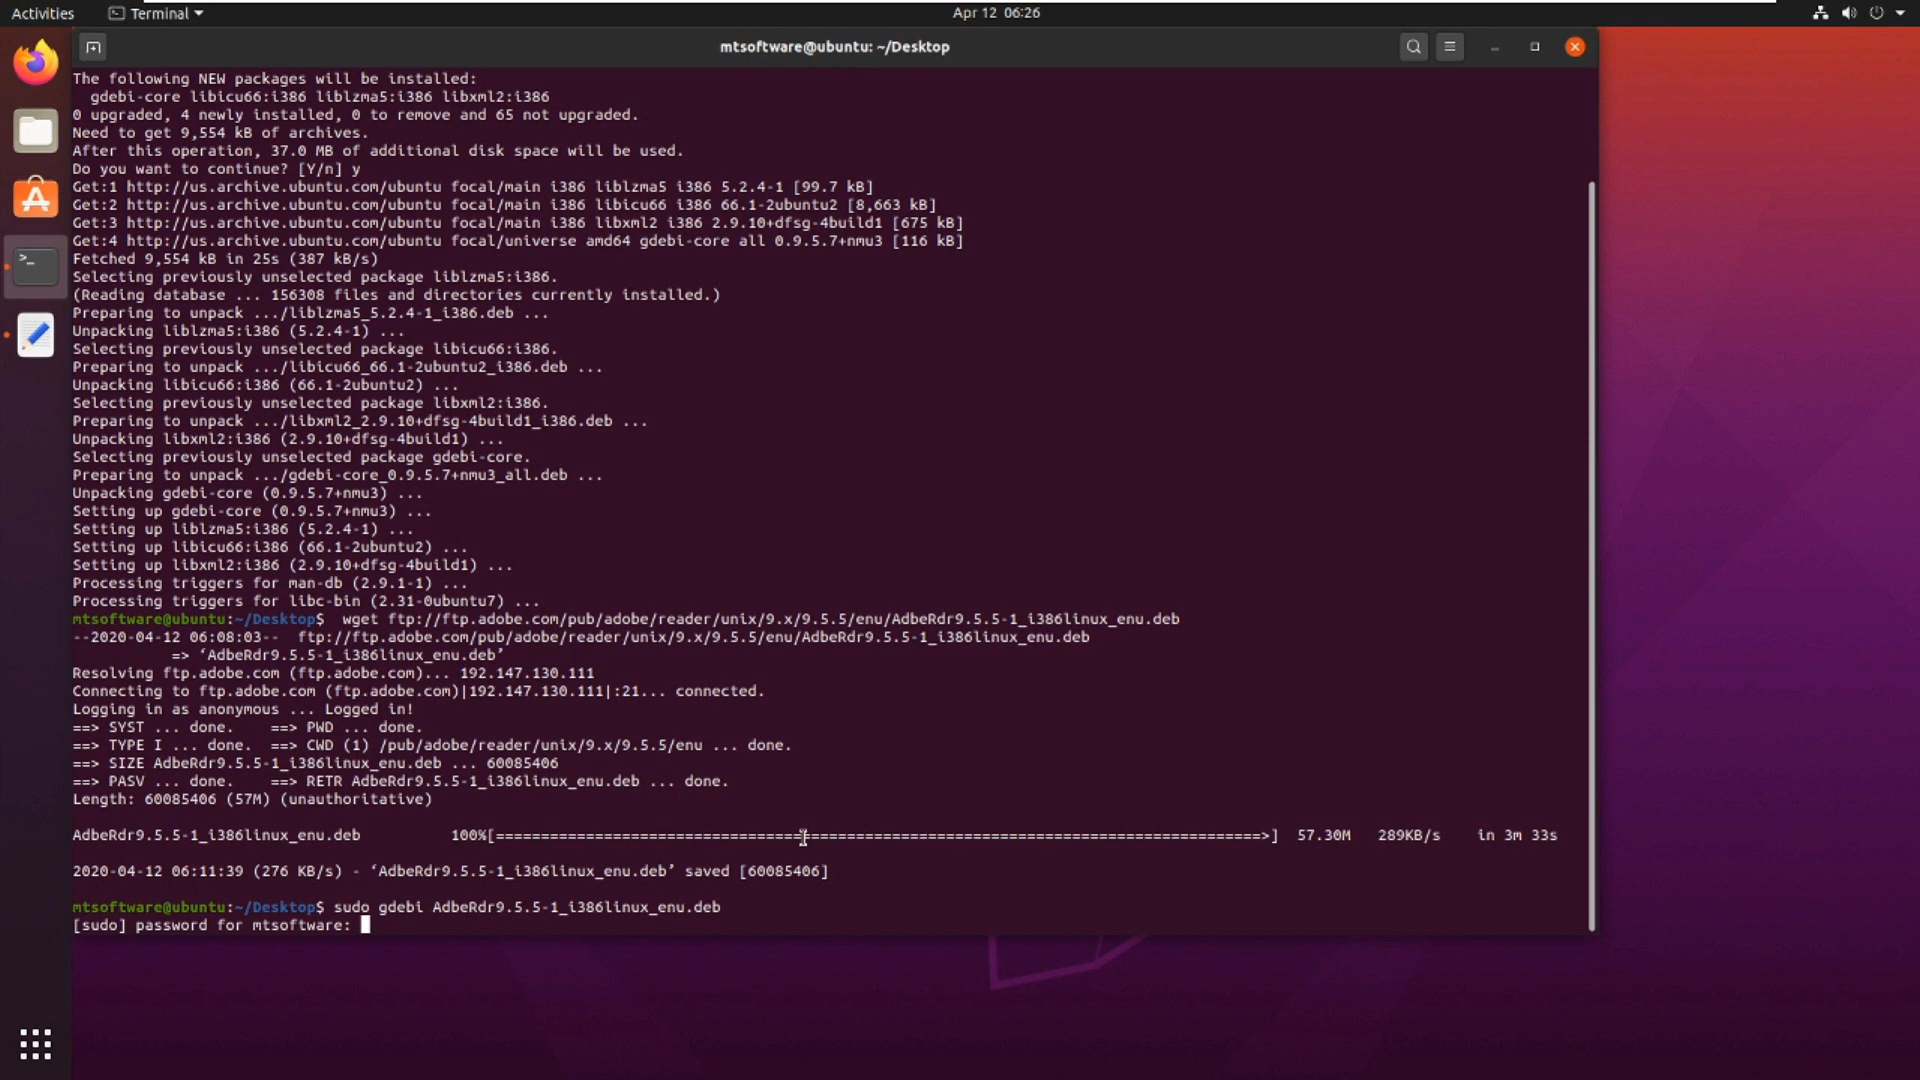 Activities
Terminal
Apr 12 06:26
mtsoftware@ubuntu: ~/Desktop
The following NEW packages will be installed:
  gdebi-core libicu66:i386 liblzma5:i386 libxml2:i386
0 upgraded, 4 newly installed, 0 to remove and 65 not upgraded.
Need to get 9,554 kB of archives.
After this operation, 37.0 MB of additional disk space will be used.
Do you want to continue? [Y/n] y
Get:1 http://us.archive.ubuntu.com/ubuntu focal/main i386 liblzma5 i386 5.2.4-1 [99.7 kB]
Get:2 http://us.archive.ubuntu.com/ubuntu focal/main i386 libicu66 i386 66.1-2ubuntu2 [8,663 kB]
Get:3 http://us.archive.ubuntu.com/ubuntu focal/main i386 libxml2 i386 2.9.10+dfsg-4build1 [675 kB]
Get:4 http://us.archive.ubuntu.com/ubuntu focal/universe amd64 gdebi-core all 0.9.5.7+nmu3 [116 kB]
Fetched 9,554 kB in 25s (387 kB/s)
Selecting previously unselected package liblzma5:i386.
(Reading database ... 156308 files and directories currently installed.)
Preparing to unpack .../liblzma5_5.2.4-1_i386.deb ...
Unpacking liblzma5:i386 (5.2.4-1) ...
Selecting previously unselected package libicu66:i386.
Preparing to unpack .../libicu66_66.1-2ubuntu2_i386.deb ...
Unpacking libicu66:i386 (66.1-2ubuntu2) ...
Selecting previously unselected package libxml2:i386.
Preparing to unpack .../libxml2_2.9.10+dfsg-4build1_i386.deb ...
Unpacking libxml2:i386 (2.9.10+dfsg-4build1) ...
Selecting previously unselected package gdebi-core.
Preparing to unpack .../gdebi-core_0.9.5.7+nmu3_all.deb ...
Unpacking gdebi-core (0.9.5.7+nmu3) ...
Setting up gdebi-core (0.9.5.7+nmu3) ...
Setting up liblzma5:i386 (5.2.4-1) ...
Setting up libicu66:i386 (66.1-2ubuntu2) ...
Setting up libxml2:i386 (2.9.10+dfsg-4build1) ...
Processing triggers for man-db (2.9.1-1) ...
Processing triggers for libc-bin (2.31-0ubuntu7) ...
mtsoftware@ubuntu:~/Desktop$  wget ftp://ftp.adobe.com/pub/adobe/reader/unix/9.x/9.5.5/enu/AdbeRdr9.5.5-1_i386linux_enu.deb
--2020-04-12 06:08:03--  ftp://ftp.adobe.com/pub/adobe/reader/unix/9.x/9.5.5/enu/AdbeRdr9.5.5-1_i386linux_enu.deb
           => ‘AdbeRdr9.5.5-1_i386linux_enu.deb’
Resolving ftp.adobe.com (ftp.adobe.com)... 192.147.130.111
Connecting to ftp.adobe.com (ftp.adobe.com)|192.147.130.111|:21... connected.
Logging in as anonymous ... Logged in!
==> SYST ... done.    ==> PWD ... done.
==> TYPE I ... done.  ==> CWD (1) /pub/adobe/reader/unix/9.x/9.5.5/enu ... done.
==> SIZE AdbeRdr9.5.5-1_i386linux_enu.deb ... 60085406
==> PASV ... done.    ==> RETR AdbeRdr9.5.5-1_i386linux_enu.deb ... done.
Length: 60085406 (57M) (unauthoritative)
AdbeRdr9.5.5-1_i386linux_enu.deb          100%[=====================================================================================>]  57.30M   289KB/s    in 3m 33s
2020-04-12 06:11:39 (276 KB/s) - ‘AdbeRdr9.5.5-1_i386linux_enu.deb’ saved [60085406]
mtsoftware@ubuntu:~/Desktop$ sudo gdebi AdbeRdr9.5.5-1_i386linux_enu.deb
[sudo] password for mtsoftware: